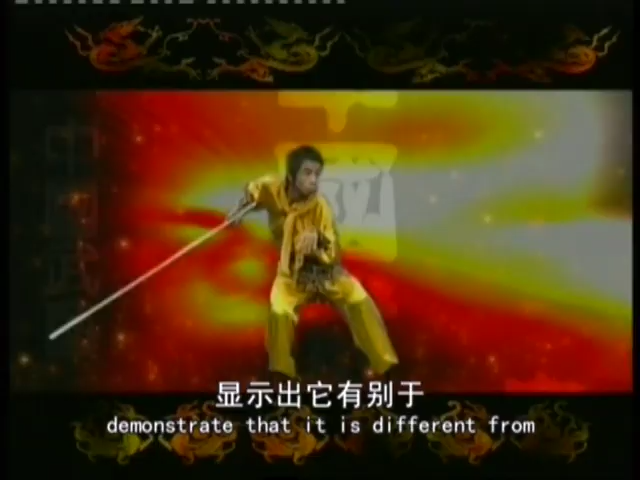 显示出它有别于
demonstrate that it is different from